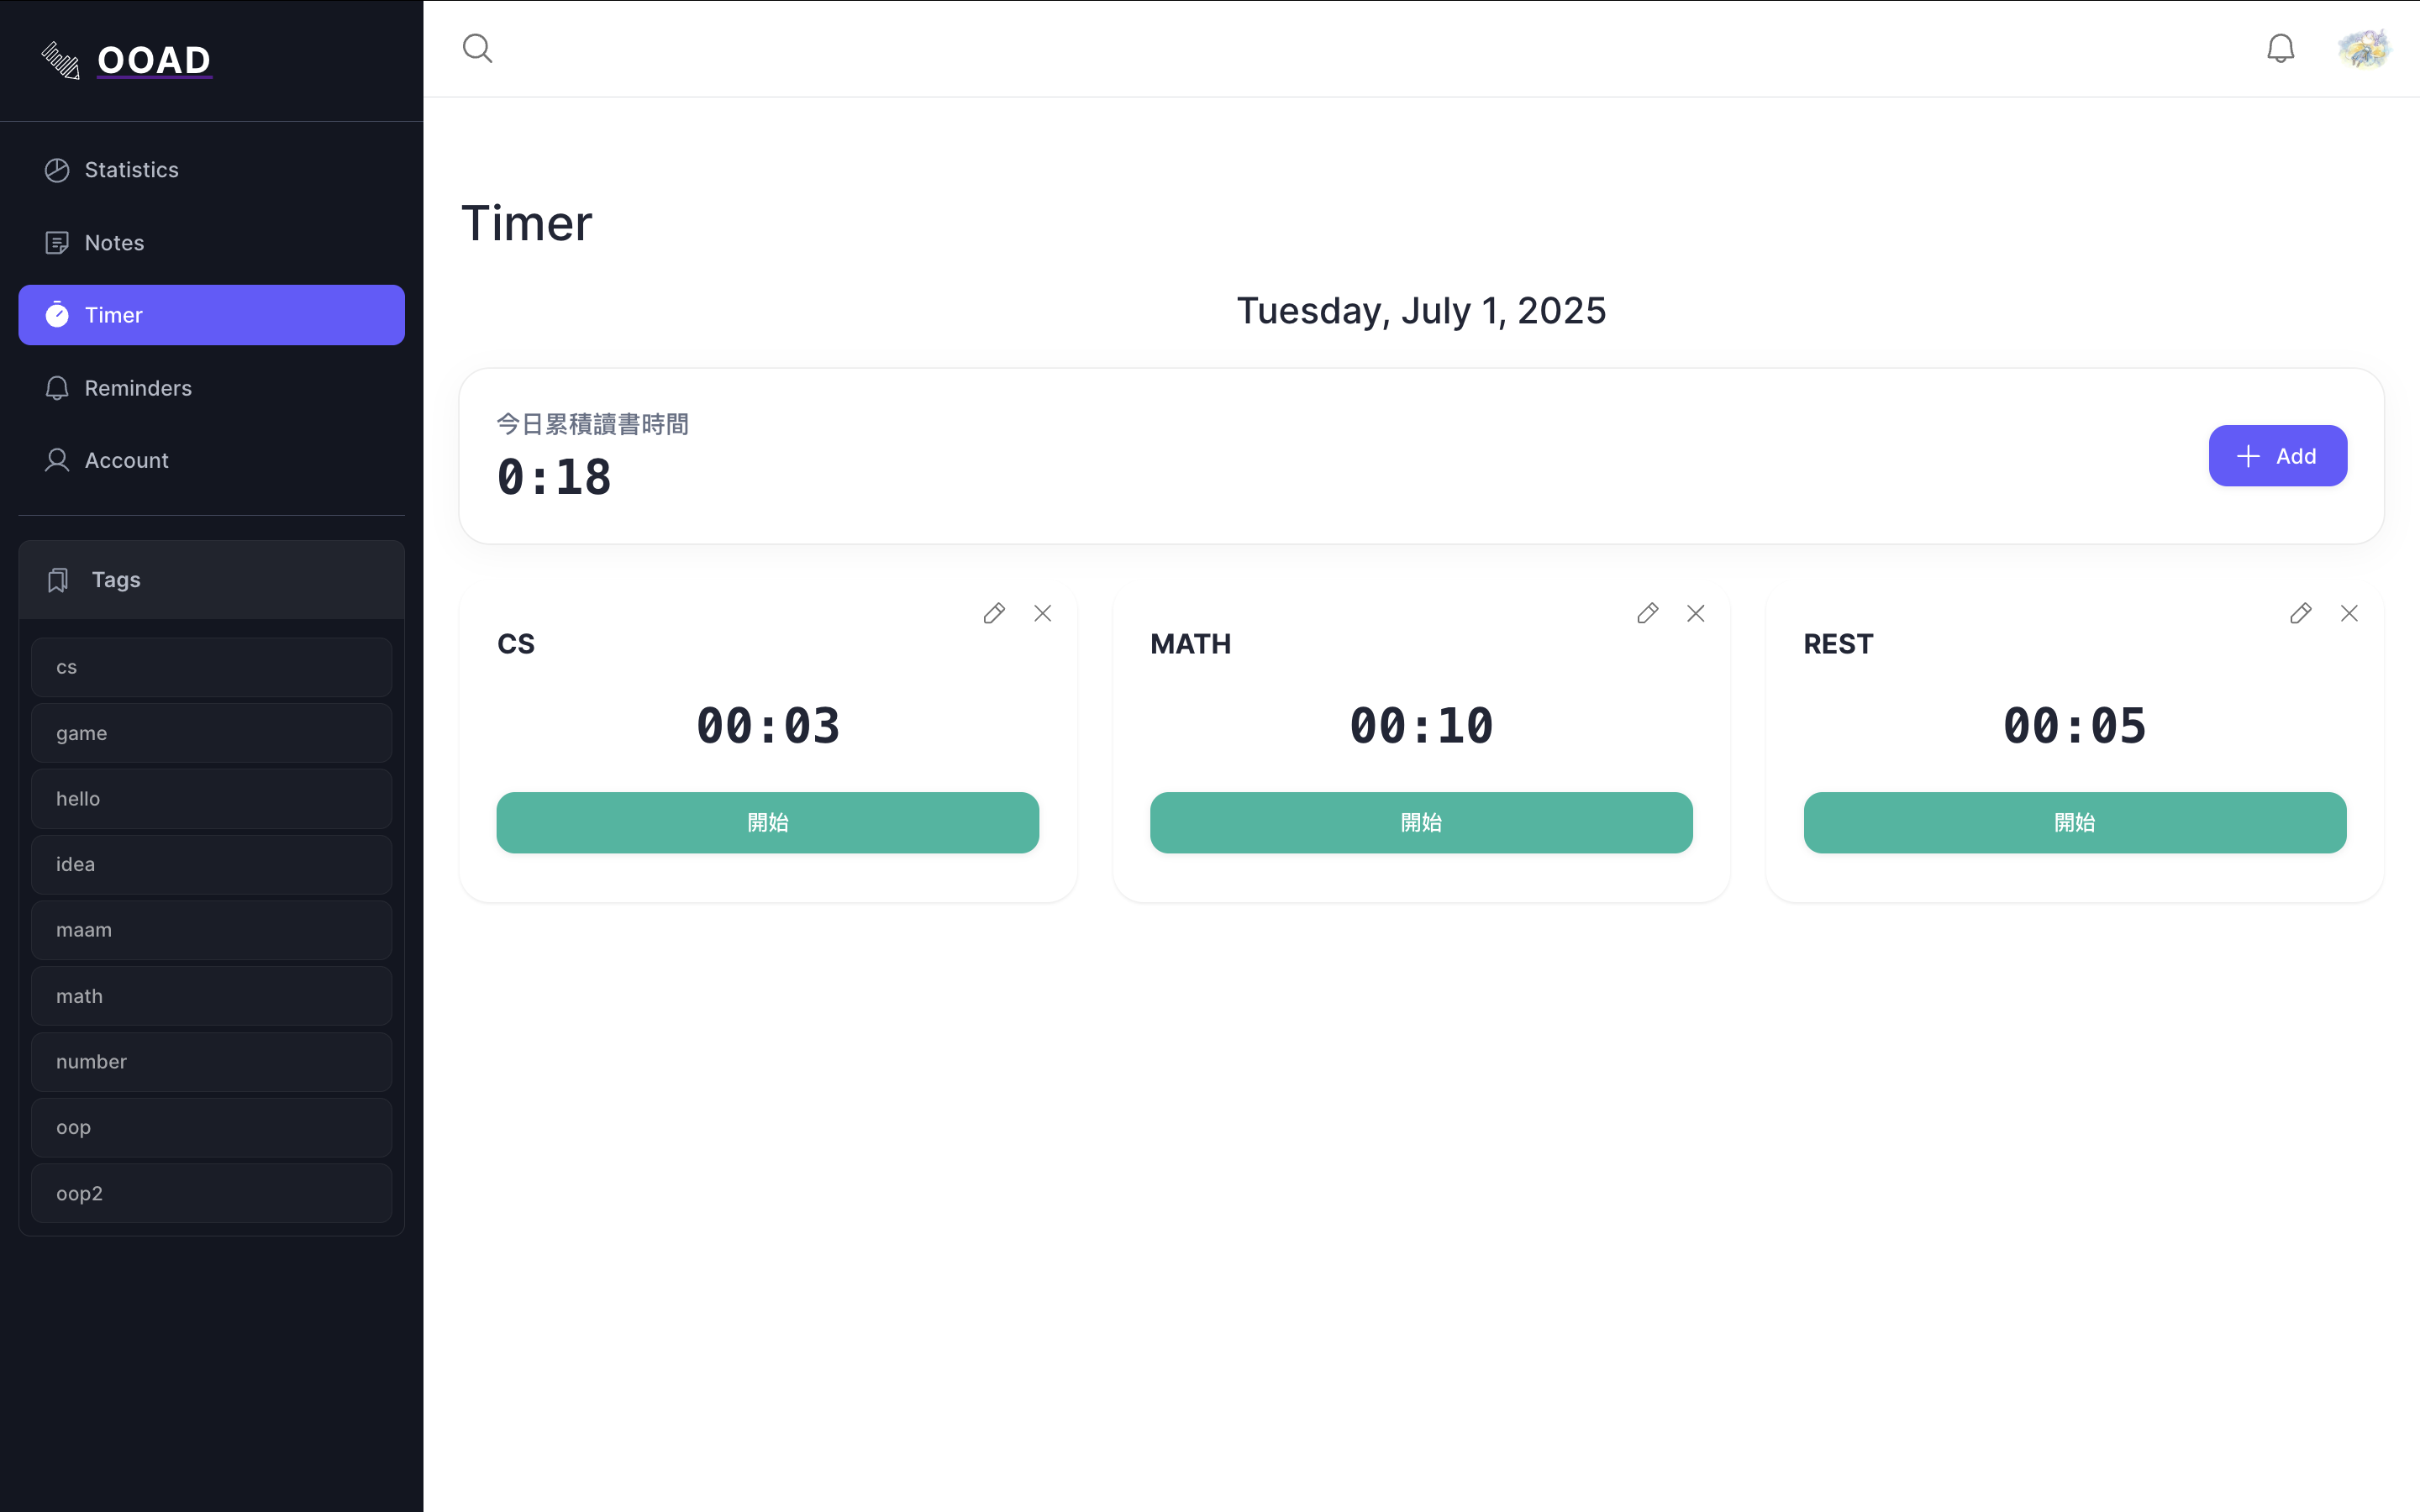 OOAD
Statistics
Notes
Timer
Reminders
Account
Tags
cs
game
hello
idea
maam
math
number
oop
oop2
Timer
Tuesday, July 1, 2025
今日累積讀書時間
0:18
Add
CS
00:03
開始
MATH
00:10
開始
REST
00:05
開始